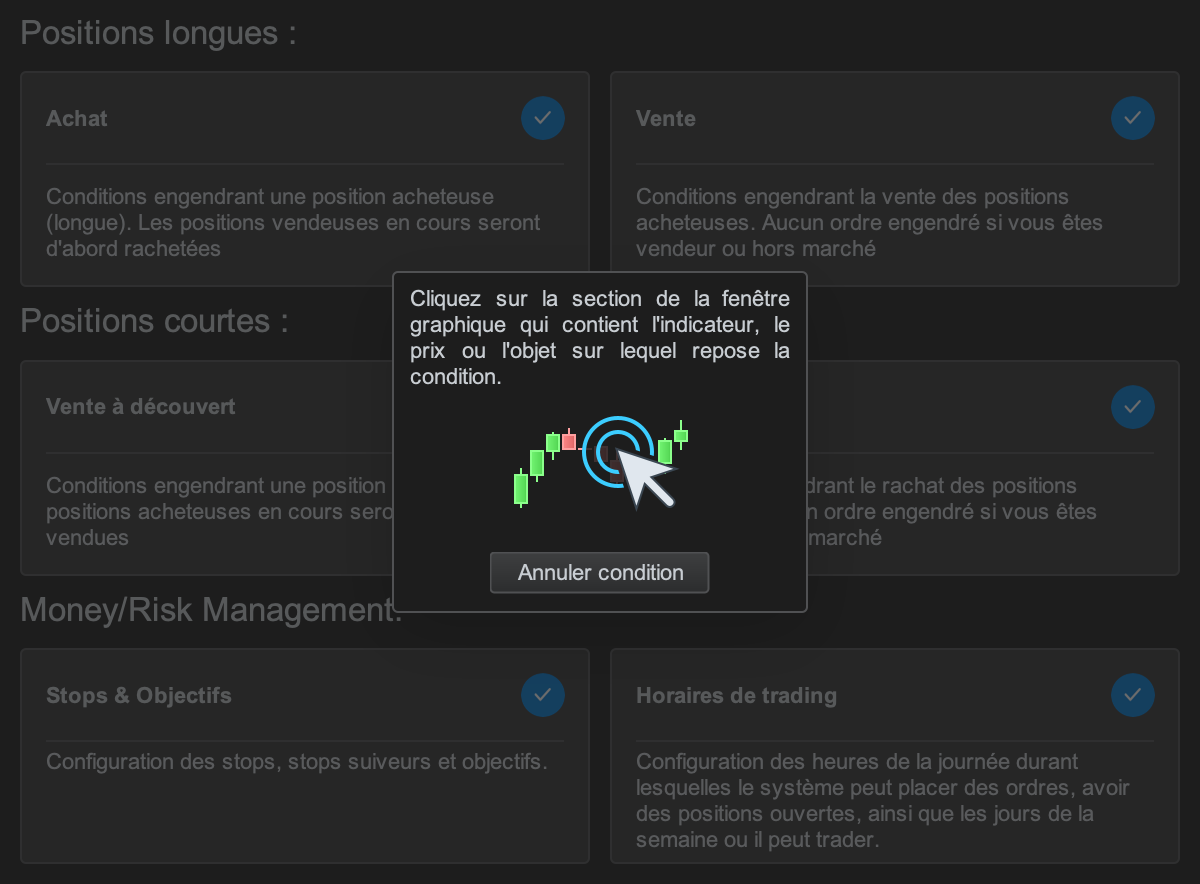 Positions longues :
Achat
Conditions engendrant une position acheteuse
(longue). Les positions vendeuses en cours seront
d'abord rachetées
Vente
Conditions engendrant la vente des positions
acheteuses. Aucun ordre engendré si vous êtes
vendeur ou hors marché
Positions courtes :
Vente à découvert
Conditions engendrant une position
positions acheteuses en cours sero
vendues
drant le rachat des positions
n ordre engendré si vous êtes
marché
Cliquez sur la section de la fenêtre
graphique qui contient l'indicateur, le
prix ou l'objet sur lequel repose la
condition.
Annuler condition
Money/Risk Management:
Stops & Objectifs
Configuration des stops, stops suiveurs et objectifs.
Horaires de trading
Configuration des heures de la journée durant
lesquelles le système peut placer des ordres, avoir
des positions ouvertes, ainsi que les jours de la
semaine ou il peut trader.